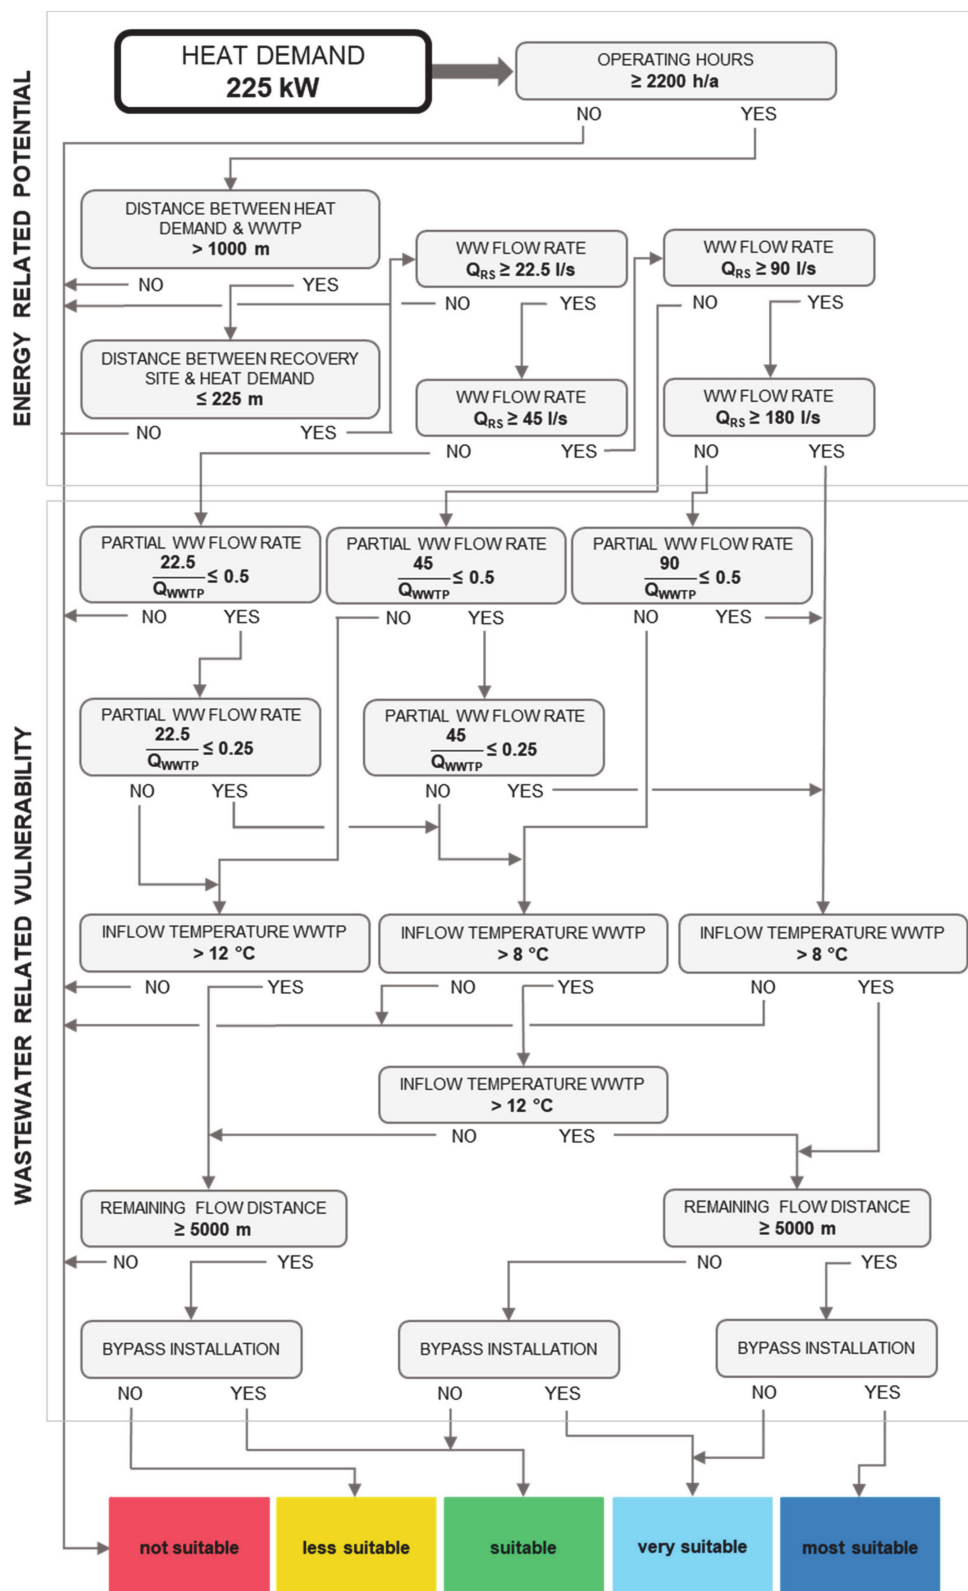 ENERGY RELATED POTENTIAL
HEAT DEMAND
225 kW
OPERATING HOURS
≥ 2200 h/a
NO
YES
DISTANCE BETWEEN HEAT
DEMAND & WWTP
> 1000 m
NO
YES
WW FLOW RATE
QRS ≥ 22.5 l/s
NO
YES
WW FLOW RATE
QRS ≥ 90 l/s
NO
YES
DISTANCE BETWEEN RECOVERY
SITE & HEAT DEMAND
≤ 225 m
NO
YES
WW FLOW RATE
QRS ≥ 45 l/s
NO
YES
WW FLOW RATE
QRS ≥ 180 l/s
NO
YES
WASTEWATER RELATED VULNERABILITY
PARTIAL WW FLOW RATE
22.5
QWWTP ≤ 0.5
NO
YES
PARTIAL WW FLOW RATE
45
QWWTP ≤ 0.5
NO
YES
PARTIAL WW FLOW RATE
90
QWWTP ≤ 0.5
NO
YES
PARTIAL WW FLOW RATE
22.5
QWWTP ≤ 0.25
NO
YES
PARTIAL WW FLOW RATE
45
QWWTP ≤ 0.25
NO
YES
INFLOW TEMPERATURE WWTP
> 12 °C
NO
YES
INFLOW TEMPERATURE WWTP
> 8 °C
NO
YES
INFLOW TEMPERATURE WWTP
> 8 °C
NO
YES
INFLOW TEMPERATURE WWTP
> 12 °C
NO
YES
REMAINING FLOW DISTANCE
≥ 5000 m
NO
YES
REMAINING FLOW DISTANCE
≥ 5000 m
NO
YES
BYPASS INSTALLATION
NO
YES
BYPASS INSTALLATION
NO
YES
BYPASS INSTALLATION
NO
YES
not suitable
less suitable
suitable
very suitable
most suitable